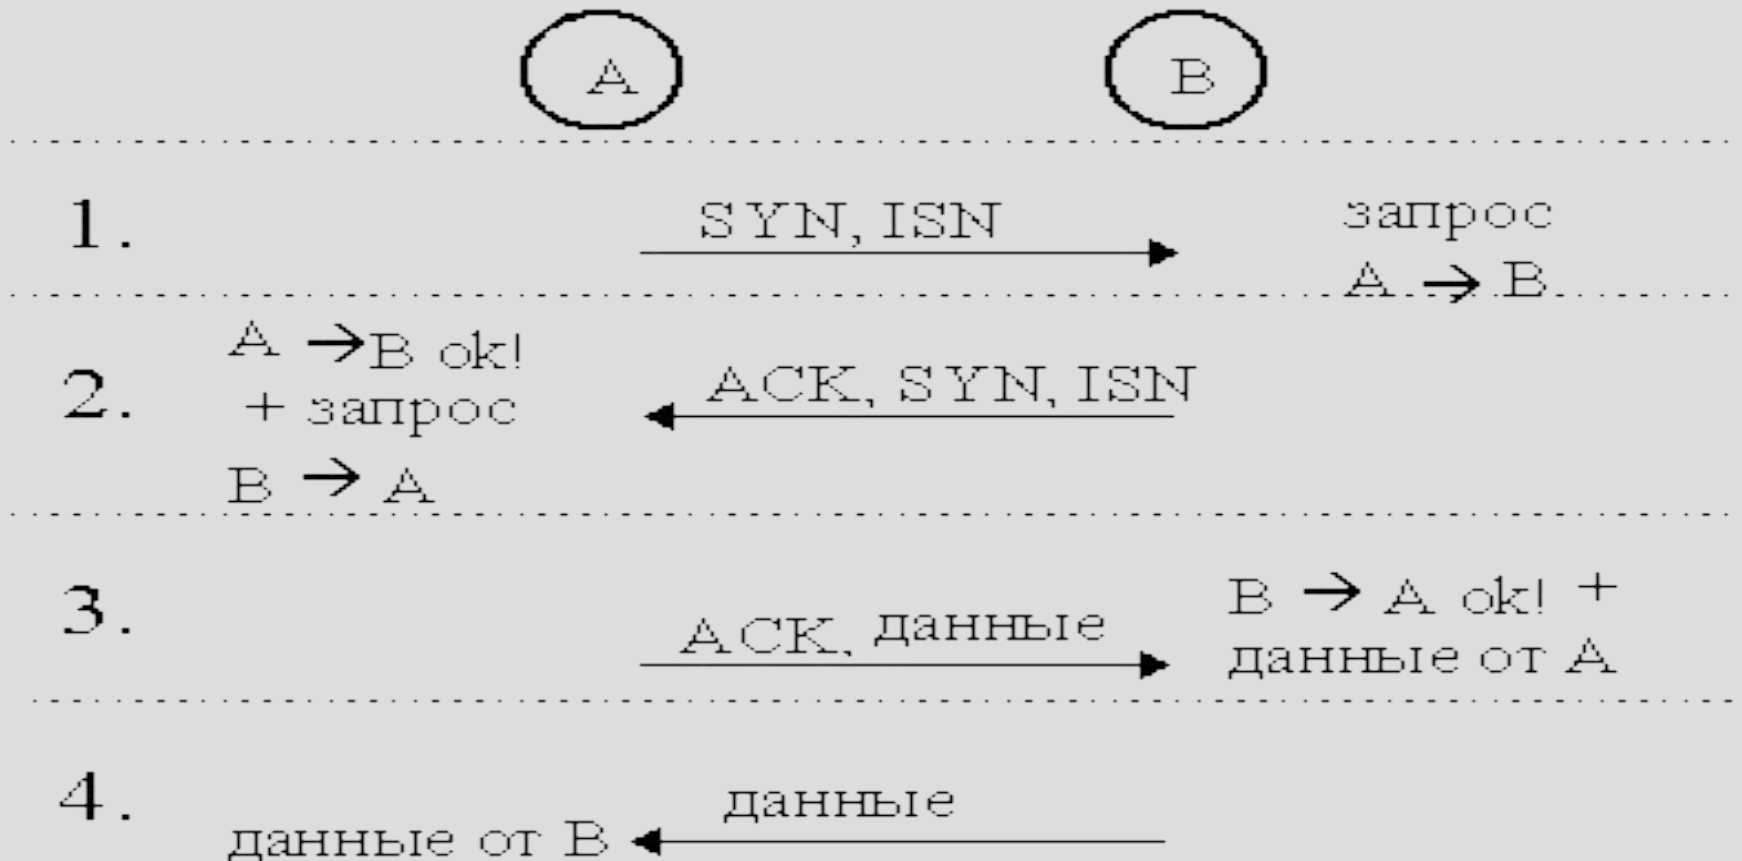 A B
1. SYN, ISN запрос
A → B
A → B ok!
2. + запрос ACK, SYN, ISN
B → A
3. ACK, данные B → A ok! +
данные от A
4. данные
данные от B